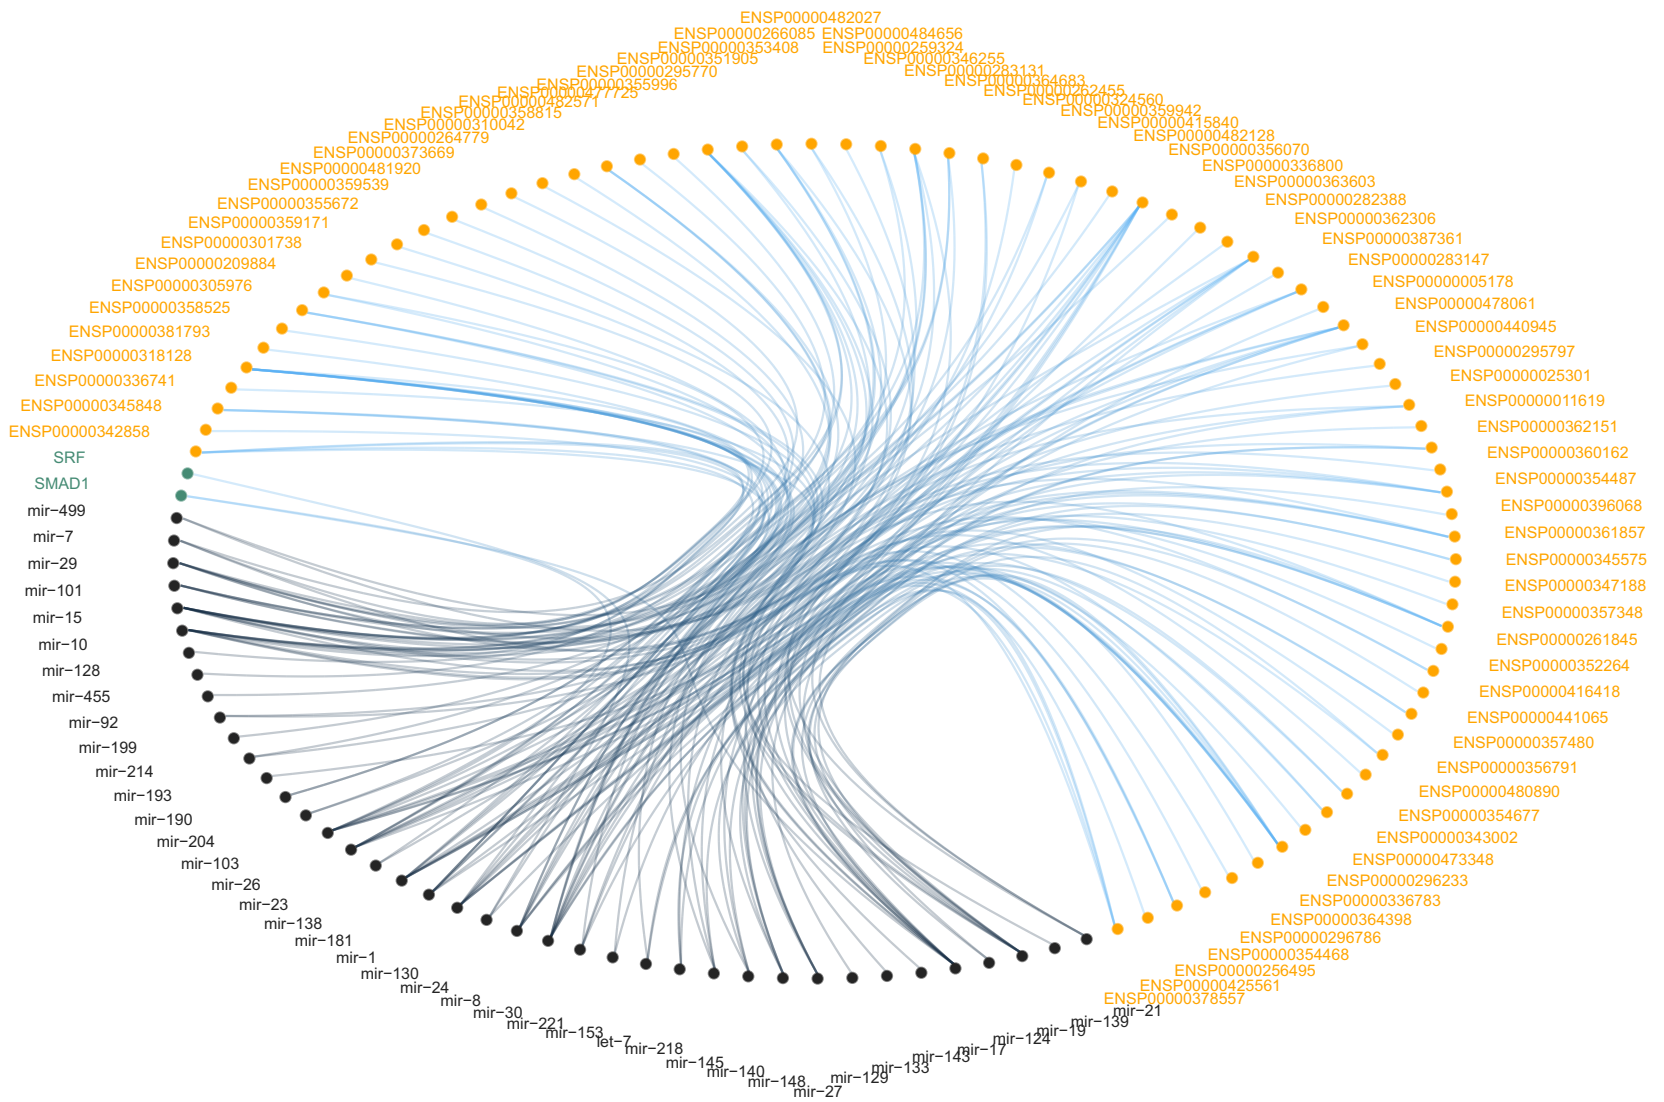 ENSP00000482027
ENSP00000484656
ENSP00000259324
ENSP00000346255
ENSP00000283131
ENSP00000364683
ENSP00000262455
ENSP00000324560
ENSP00000359942
ENSP00000415840
ENSP00000482128
ENSP00000356070
ENSP00000336800
ENSP00000363603
ENSP00000282388
ENSP00000362306
ENSP00000387361
ENSP00000283147
ENSP00000005178
ENSP00000478061
ENSP00000440945
ENSP00000295797
ENSP00000025301
ENSP00000011619
ENSP00000362151
ENSP00000360162
ENSP00000354487
ENSP00000396068
ENSP00000361857
ENSP00000345575
ENSP00000347188
ENSP00000357348
ENSP00000261845
ENSP00000352264
ENSP00000416418
ENSP00000441065
ENSP00000357480
ENSP00000356791
ENSP00000480890
ENSP00000354677
ENSP00000343002
ENSP00000473348
ENSP00000296233
ENSP00000336783
ENSP00000364398
ENSP00000296786
ENSP00000354468
ENSP00000256495
ENSP00000425561
ENSP00000378557
mir−21
mir−139
mir−19
mir−124
mir−17
mir−143
mir−133
mir−129
mir−27
mir−148
mir−140
mir−145
mir−218
let−7
mir−153
mir−221
mir−30
mir−8
mir−24
mir−130
mir−1
mir−181
mir−138
mir−23
mir−26
mir−103
mir−204
mir−190
mir−193
mir−214
mir−199
mir−92
mir−455
mir−128
mir−10
mir−15
mir−101
mir−29
mir−7
mir−499
SMAD1
SRF
ENSP00000342858
ENSP00000345848
ENSP00000336741
ENSP00000318128
ENSP00000381793
ENSP00000358525
ENSP00000305976
ENSP00000209884
ENSP00000301738
ENSP00000359171
ENSP00000355672
ENSP00000359539
ENSP00000481920
ENSP00000373669
ENSP00000264779
ENSP00000310042
ENSP00000358815
ENSP00000482571
ENSP00000477725
ENSP00000355996
ENSP00000295770
ENSP00000351905
ENSP00000353408
ENSP00000266085